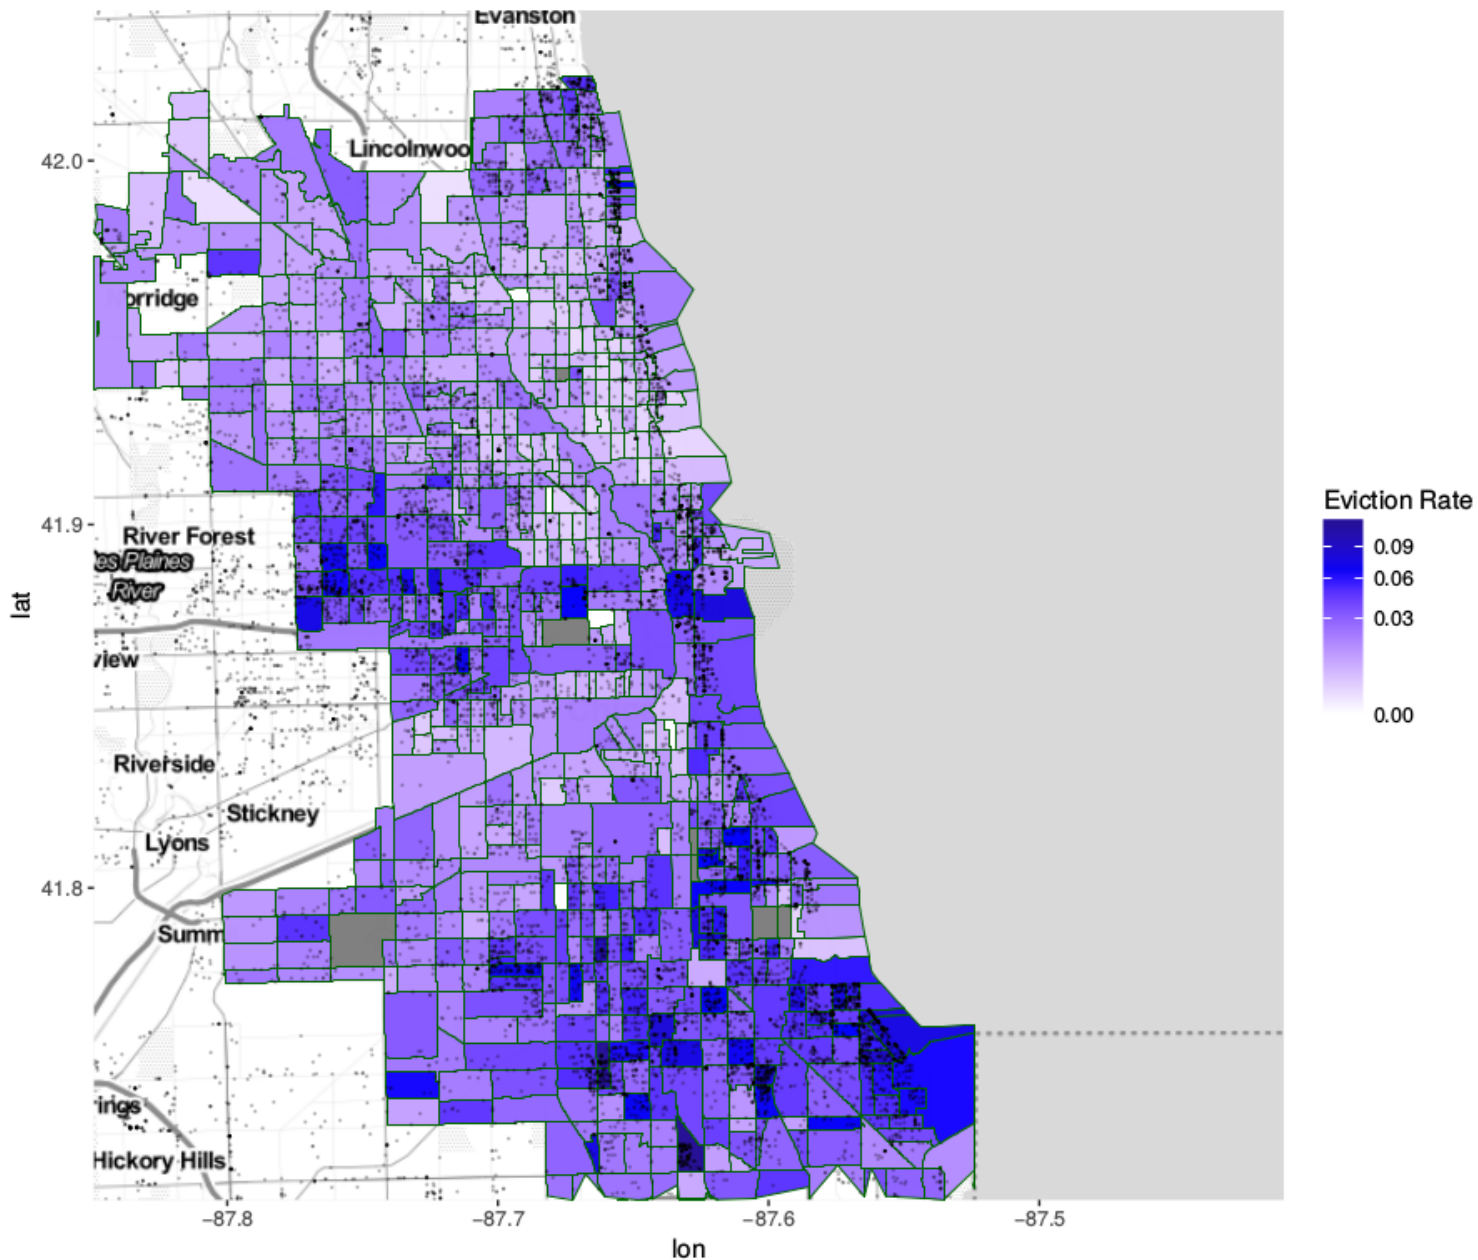 Evanston
Lincolnwoo
42.0
orridge
Eviction Rate
0.09
0.06
0.03
0.00
41.9
River Forest
es Plaines
River
lat
view
Riverside
Stickney
Lyons
41.8
Summ
ings
Hickory Hills
−87.8
−87.7
−87.6
−87.5
lon